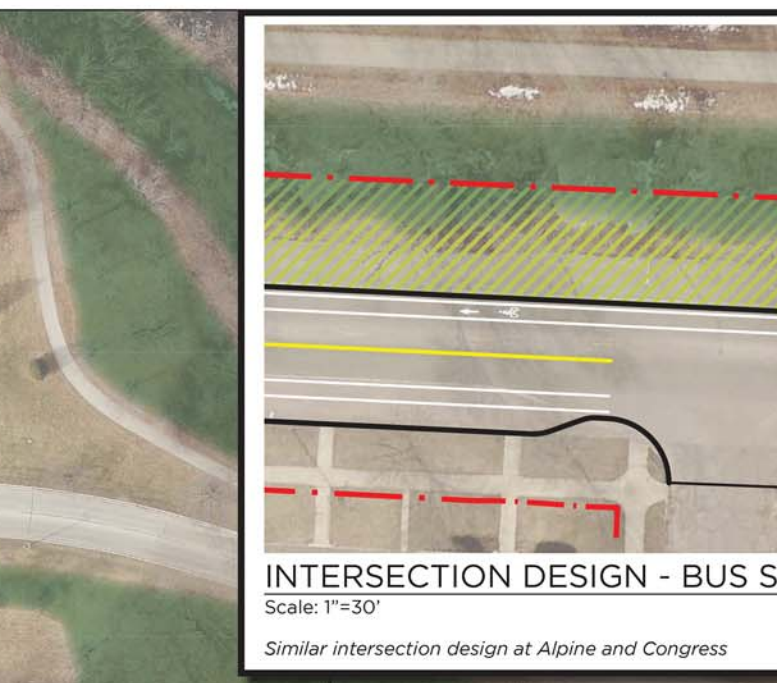 INTERSECTION DESIGN - BUS S
Scale: 1"=30'
Similar intersection design at Alpine and Congress